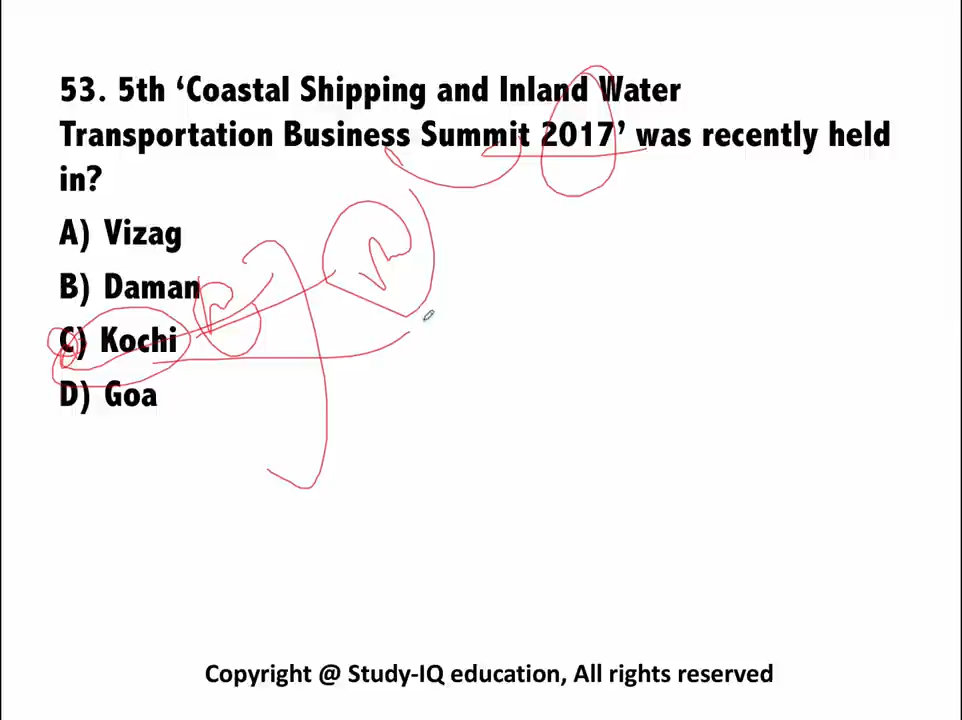 53. 5th ‘Coastal Shipping and Inland Water
Transportation Business Summit 2017’ was recently held
in?
A) Vizag
B) Daman
C) Kochi
D) Goa
Copyright @ Study-IQ education, All rights reserved